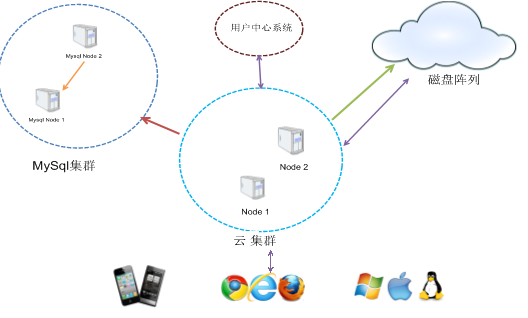 用户中心系统
Mysql Node 2
磁盘阵列
Mysql Node 1
Node 2
MySql集群
Node 1
云 集群